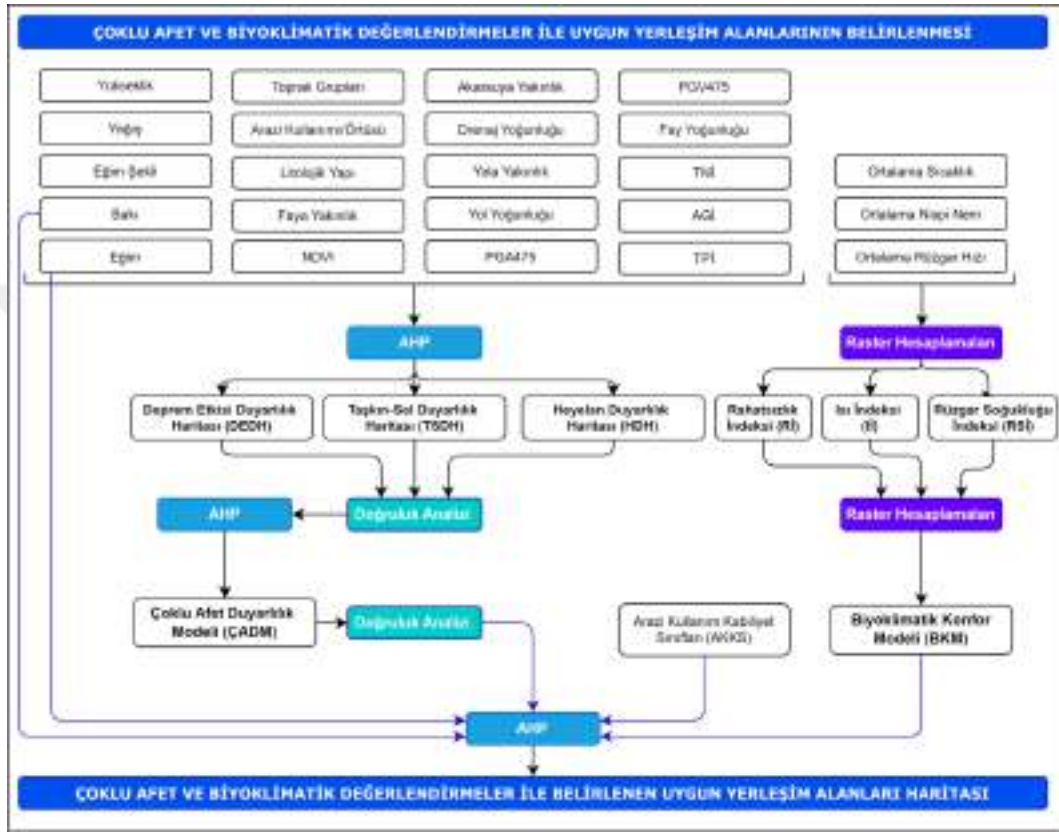 ÇOKLU AFET VE BİYOKLİMATİK DEĞERLENDİRMELER İLE UYGUN YERLEŞİM ALANLARININ BELİRLENMESİ
Yükseklik
Toprak Grupları
Akarsuya Yakınlık
PGV475
Yağış
Arazi Kullanımı/Örtüsü
Drenaj Yoğunluğu
Fay Yoğunluğu
Eğim Şekli
Litolojik Yapı
Yola Yakınlık
TNİ
Ortalama Sıcaklık
Bakı
Faya Yakınlık
Yol Yoğunluğu
AGİ
Ortalama Nispi Nem
Eğim
NDVI
PGA475
TPİ
Ortalama Rüzgar Hızı
AHP
Raster Hesaplamaları
Deprem Etkisi Duyarlılık
Haritası (DEDH)
Taşkın-Sel Duyarlılık
Haritası (TSDH)
Heyelan Duyarlılık
Haritası (HDH)
Rahatsızlık
İndeksi (Rİ)
Isı İndeksi
(İİ)
Rüzgar Soğukluğu
İndeksi (RSİ)
AHP
Doğruluk Analizi
Raster Hesaplamaları
Çoklu Afet Duyarlılık
Modeli (ÇADM)
Doğruluk Analizi
Arazi Kullanım Kabiliyet
Sınıfları (AKKS)
Biyoklimatik Konfor
Modeli (BKM)
AHP
ÇOKLU AFET VE BİYOKLİMATİK DEĞERLENDİRMELER İLE BELİRLENEN UYGUN YERLEŞİM ALANLARI HARİTASI